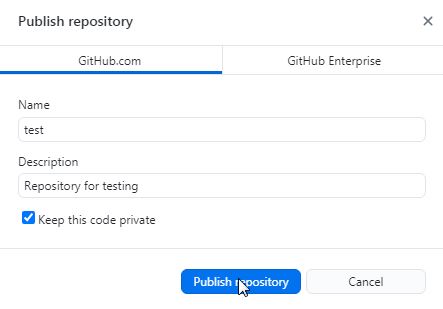 Publish repository
GitHub.com
GitHub Enterprise
Name
test
Description
Repository for testing
Keep this code private
Publish repository
Cancel